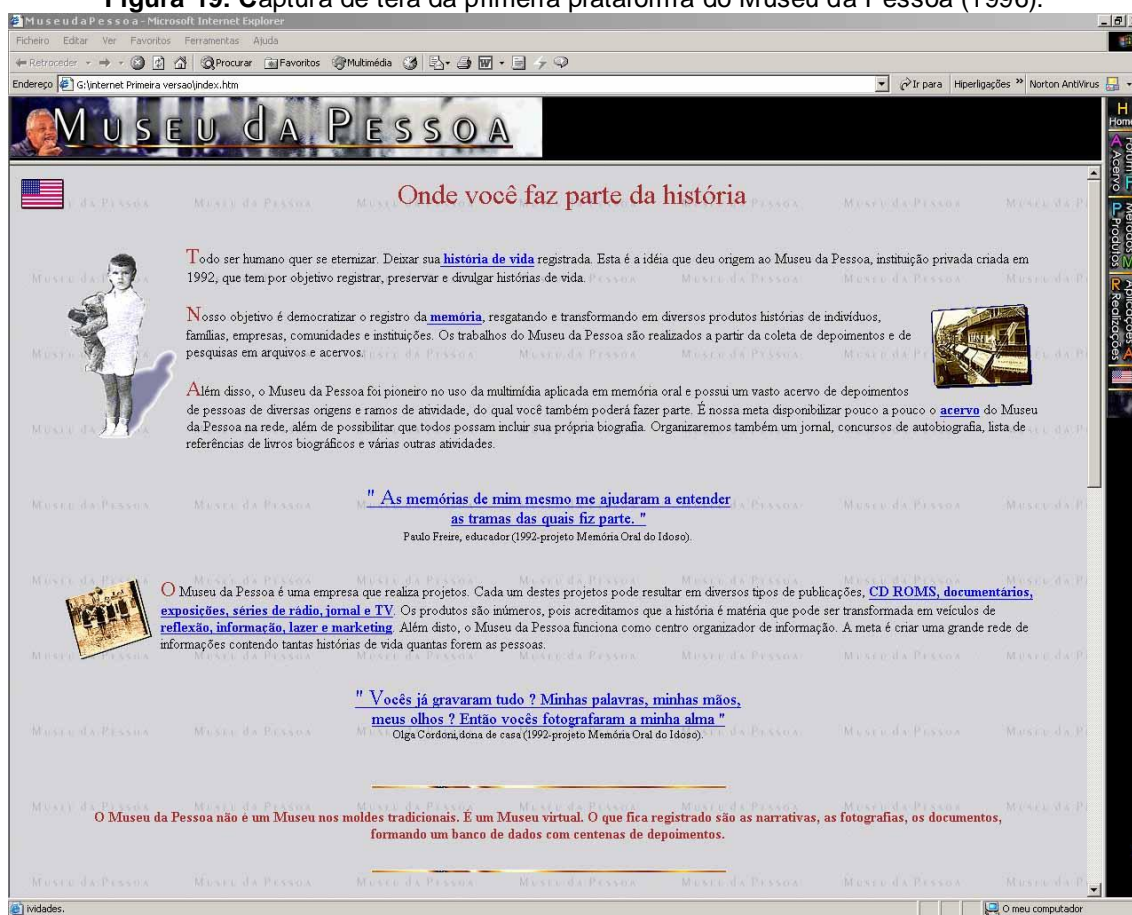 Figura 19. Captura de tela da primeira plataforma do Museu da Pessoa (1996).
MuseudaPessoa - Microsoft Internet Explorer
Ficheiro Editar Ver Favoritos Ferramentas Ajuda
Retroceder Procurar Favoritos Multimédia
Endereço G:\internet Primeira versao\index.htm Ir para Hiperligações » Norton AntiVirus
MUSEU dA PESSOA
H
Home
Fórum F
A Acervo
Métodos M
P Produtos
Aplicações A
R Realizações
Onde você faz parte da história
Todo ser humano quer se eternizar. Deixar sua história de vida registrada. Esta é a idéia que deu origem ao Museu da Pessoa, instituição privada criada em
1992, que tem por objetivo registrar, preservar e divulgar histórias de vida.
Nosso objetivo é democratizar o registro da memória, resgatando e transformando em diversos produtos histórias de indivíduos,
famílias, empresas, comunidades e instituições. Os trabalhos do Museu da Pessoa são realizados a partir da coleta de depoimentos e de
pesquisas em arquivos e acervos.
Além disso, o Museu da Pessoa foi pioneiro no uso da multimídia aplicada em memória oral e possui um vasto acervo de depoimentos
de pessoas de diversas origens e ramos de atividade, do qual você também poderá fazer parte. É nossa meta disponibilizar pouco a pouco o acervo do Museu
da Pessoa na rede, além de possibilitar que todos possam incluir sua própria biografia. Organizaremos também um jornal, concursos de autobiografia, lista de
referências de livros biográficos e várias outras atividades.
" As memórias de mim mesmo me ajudaram a entender
as tramas das quais fiz parte. "
Paulo Freire, educador (1992-projeto Memória Oral do Idoso).
O Museu da Pessoa é uma empresa que realiza projetos. Cada um destes projetos pode resultar em diversos tipos de publicações, CD ROMS, documentários,
exposições, séries de rádio, jornal e TV. Os produtos são inúmeros, pois acreditamos que a história é matéria que pode ser transformada em veículos de
reflexão, informação, lazer e marketing. Além disto, o Museu da Pessoa funciona como centro organizador de informação. A meta é criar uma grande rede de
informações contendo tantas histórias de vida quantas forem as pessoas.
" Vocês já gravaram tudo ? Minhas palavras, minhas mãos,
meus olhos ? Então vocês fotografaram a minha alma "
Olga Cordoni,dona de casa (1992-projeto Memória Oral do Idoso).
O Museu da Pessoa não é um Museu nos moldes tradicionais. É um Museu virtual. O que fica registrado são as narrativas, as fotografias, os documentos,
formando um banco de dados com centenas de depoimentos.
ividades.
O meu computador